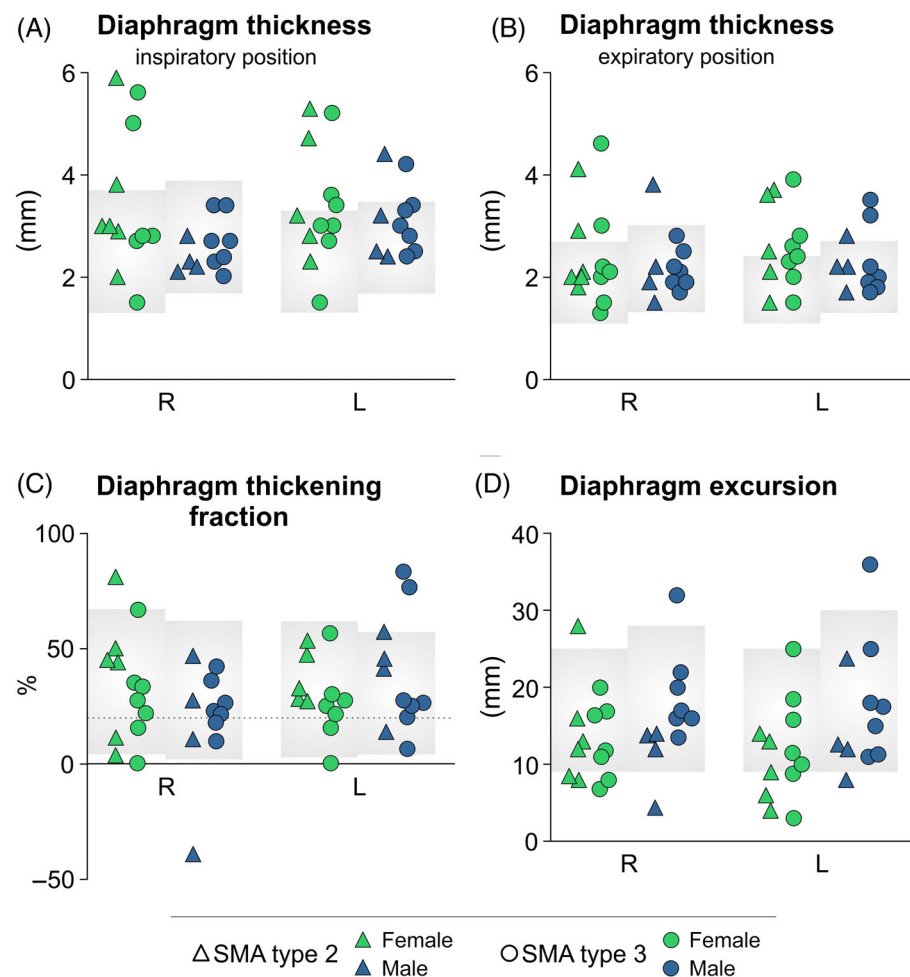 (A) Diaphragm thickness
inspiratory position
6
4
2
0
(mm)
R L
(B) Diaphragm thickness
expiratory position
6
4
2
0
(mm)
R L
(C) Diaphragm thickening
fraction
100
50
0
–50
%
R L
(D) Diaphragm excursion
40
30
20
10
0
(mm)
R L
SMA type 2
Female
Male
SMA type 3
Female
Male